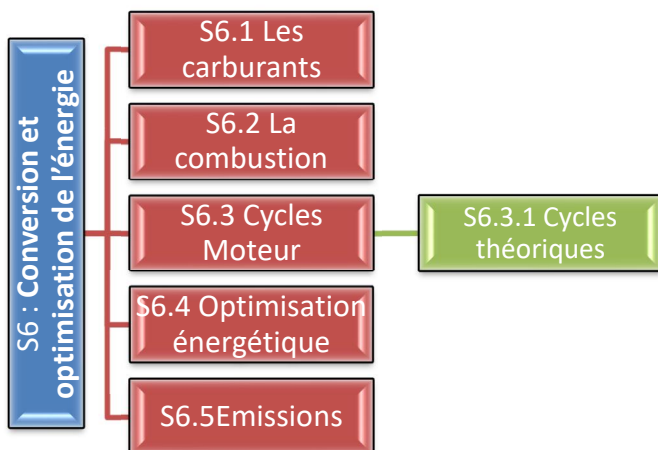 S6 : Conversion et
optimisation de l’énergie
S6.1 Les
carburants
S6.2 La
combustion
S6.3 Cycles
Moteur
S6.3.1 Cycles
théoriques
S6.4 Optimisation
énergétique
S6.5Emissions